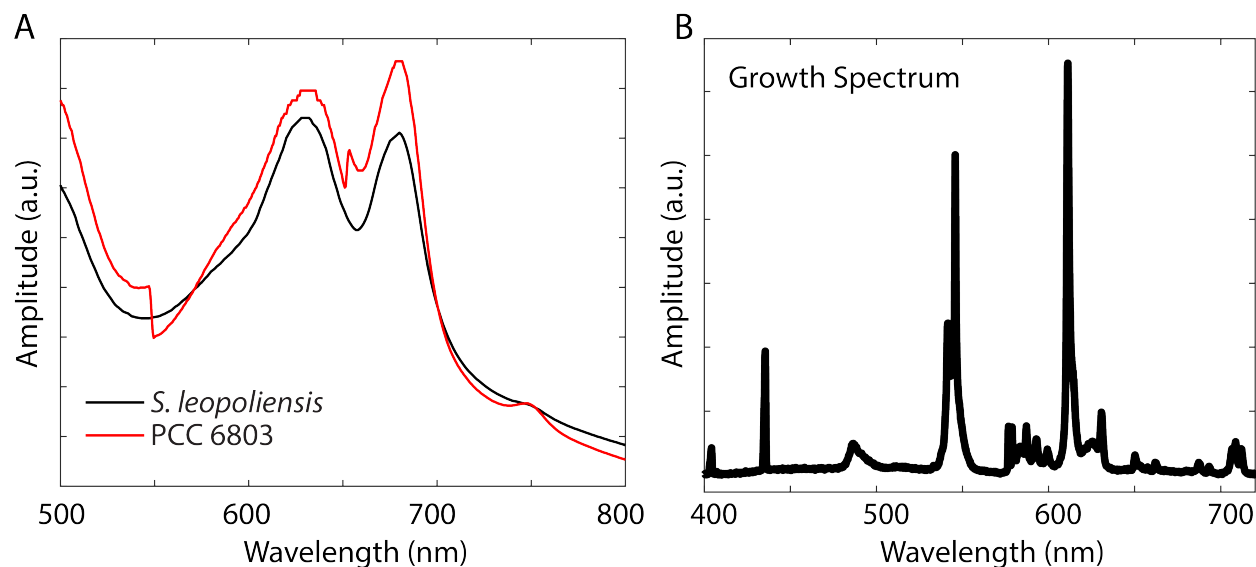 A
Amplitude (a.u.)
S. leopoliensis
PCC 6803
500
600
700
800
Wavelength (nm)
B
Growth Spectrum
Amplitude (a.u.)
400
500
600
700
Wavelength (nm)